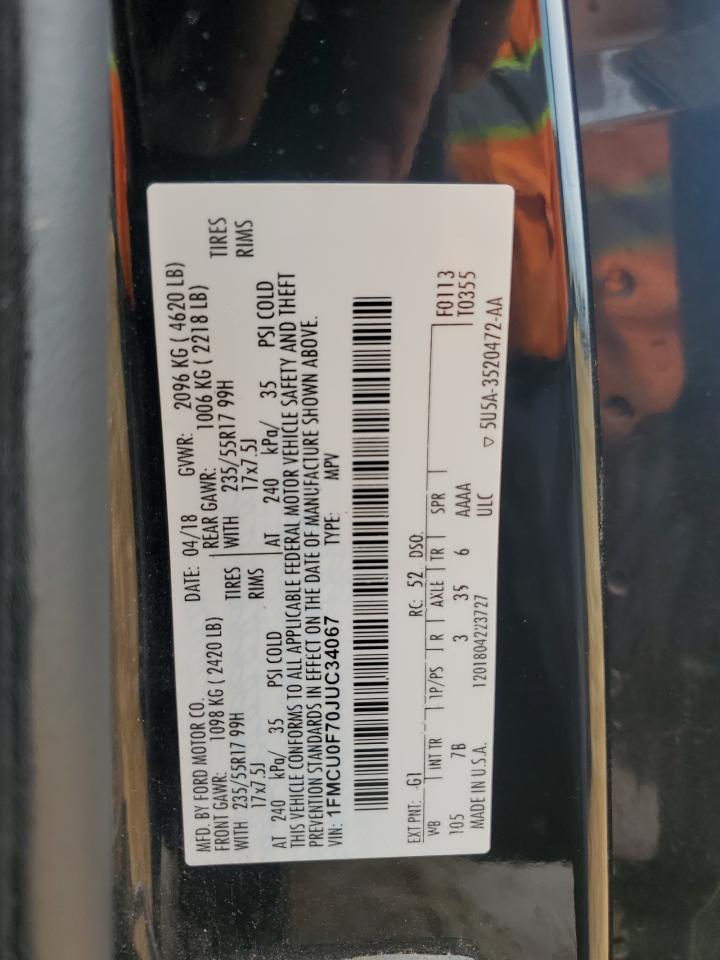 MFD. BY FORD MOTOR CO. DATE: 04/18 GVWR: 2096 KG ( 4620 LB)
FRONT GAWR: 1098 KG ( 2420 LB) REAR GAWR: 1006 KG ( 2218 LB)
WITH 235/55R17 99H TIRES WITH 235/55R17 99H TIRES
17x7.5J RIMS 17x7.5J RIMS
AT 240 kPa/ 35 PSI COLD AT 240 kPa/ 35 PSI COLD
THIS VEHICLE CONFORMS TO ALL APPLICABLE FEDERAL MOTOR VEHICLE SAFETY AND THEFT
PREVENTION STANDARDS IN EFFECT ON THE DATE OF MANUFACTURE SHOWN ABOVE.
VIN: 1FMCU0F70JUC34067 TYPE: MPV
EXT PNT: G1 RC: 52 DSO: F0113
WB INT TR TP/PS R AXLE TR SPR T0355
105 7B 3 35 6 AAAA
ULC
MADE IN U.S.A. ▽ 5U5A-3520472-AA